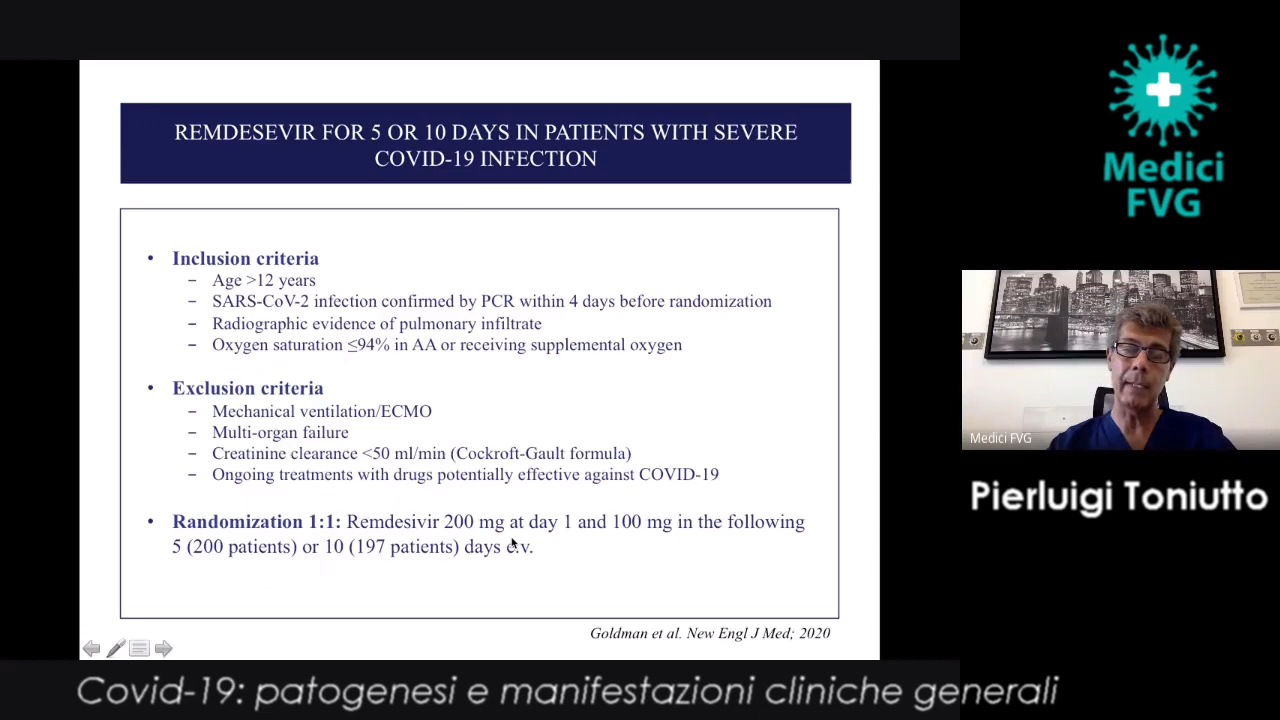 REMDESEVIR FOR 5 OR 10 DAYS IN PATIENTS WITH SEVERE
COVID-19 INFECTION
• Inclusion criteria
– Age >12 years
– SARS-CoV-2 infection confirmed by PCR within 4 days before randomization
– Radiographic evidence of pulmonary infiltrate
– Oxygen saturation ≤94% in AA or receiving supplemental oxygen
• Exclusion criteria
– Mechanical ventilation/ECMO
– Multi-organ failure
– Creatinine clearance <50 ml/min (Cockroft-Gault formula)
– Ongoing treatments with drugs potentially effective against COVID-19
• Randomization 1:1: Remdesivir 200 mg at day 1 and 100 mg in the following
5 (200 patients) or 10 (197 patients) days e.v.
Goldman et al. New Engl J Med; 2020
Medici
FVG
Medici FVG
Pierluigi Toniutto
Covid-19: patogenesi e manifestazioni cliniche generali